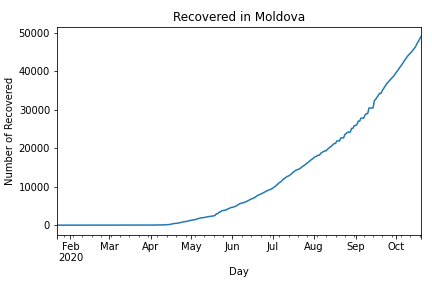 Recovered in Moldova
Number of Recovered
50000
40000
30000
20000
10000
0
Feb Mar Apr May Jun Jul Aug Sep Oct
2020
Day